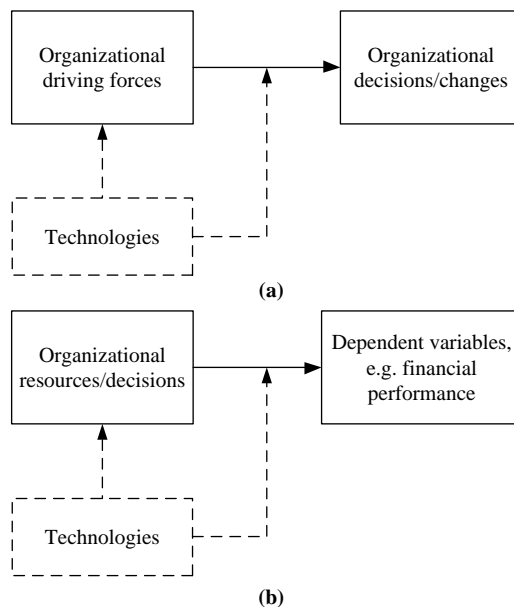 Organizational
driving forces
Organizational
decisions/changes
Technologies
(a)
Organizational
resources/decisions
Dependent variables,
e.g. financial
performance
Technologies
(b)